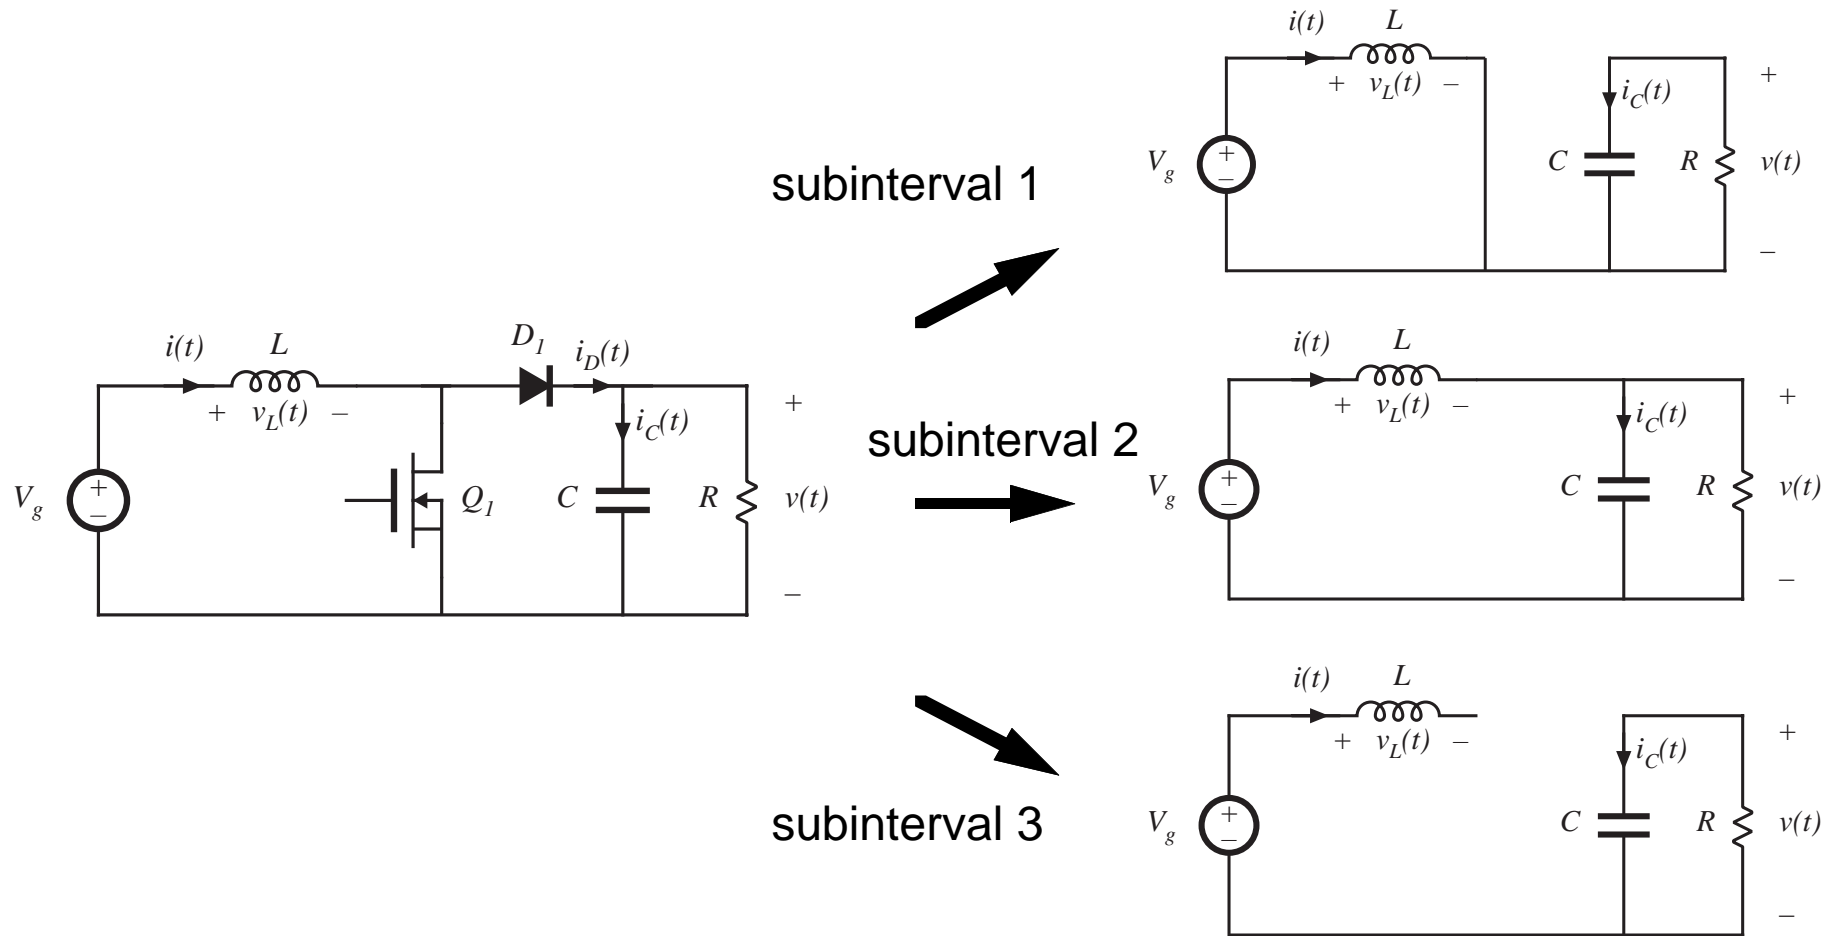 i(t) L
+ v_L(t) –
V_g
+
–
D_1
i_D(t)
Q_1
i_C(t)
C
R
+
v(t)
–
subinterval 1
i(t) L
+ v_L(t) –
V_g
+
–
i_C(t)
C
R
+
v(t)
–
subinterval 2
i(t) L
+ v_L(t) –
V_g
+
–
i_C(t)
C
R
+
v(t)
–
subinterval 3
i(t) L
+ v_L(t) –
V_g
+
–
i_C(t)
C
R
+
v(t)
–